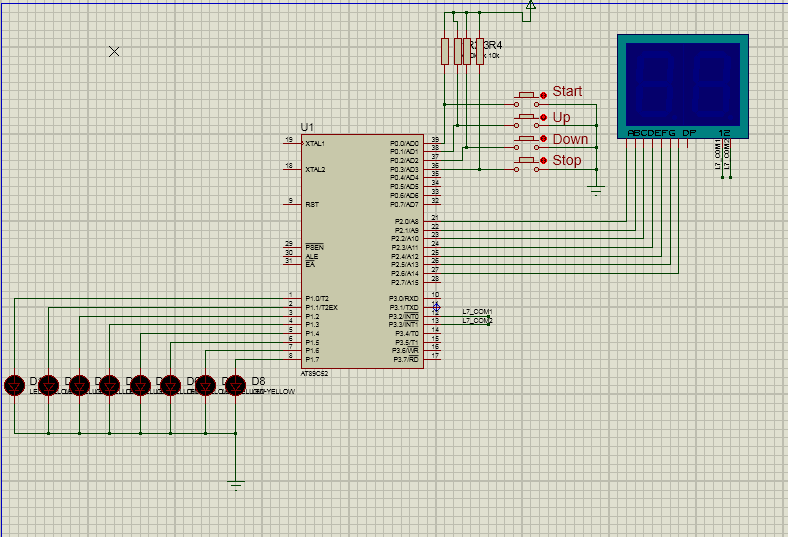 R4
10k
Start
Up
Down
Stop
ABCDEFG DP
12
L7_COM1
L7_COM2
U1
19
XTAL1
18
XTAL2
9
RST
29
PSEN
30
ALE
31
EA
1
P1.0/T2
2
P1.1/T2EX
3
P1.2
4
P1.3
5
P1.4
6
P1.5
7
P1.6
8
P1.7
P0.0/AD0
39
P0.1/AD1
38
P0.2/AD2
37
P0.3/AD3
36
P0.4/AD4
35
P0.5/AD5
34
P0.6/AD6
33
P0.7/AD7
32
P2.0/A8
21
P2.1/A9
22
P2.2/A10
23
P2.3/A11
24
P2.4/A12
25
P2.5/A13
26
P2.6/A14
27
P2.7/A15
28
P3.0/RXD
10
P3.1/TXD
P3.2/INT0
12
P3.3/INT1
13
P3.4/T0
14
P3.5/T1
15
P3.6/WR
16
P3.7/RD
17
L7_COM1
L7_COM2
AT89C52
D8